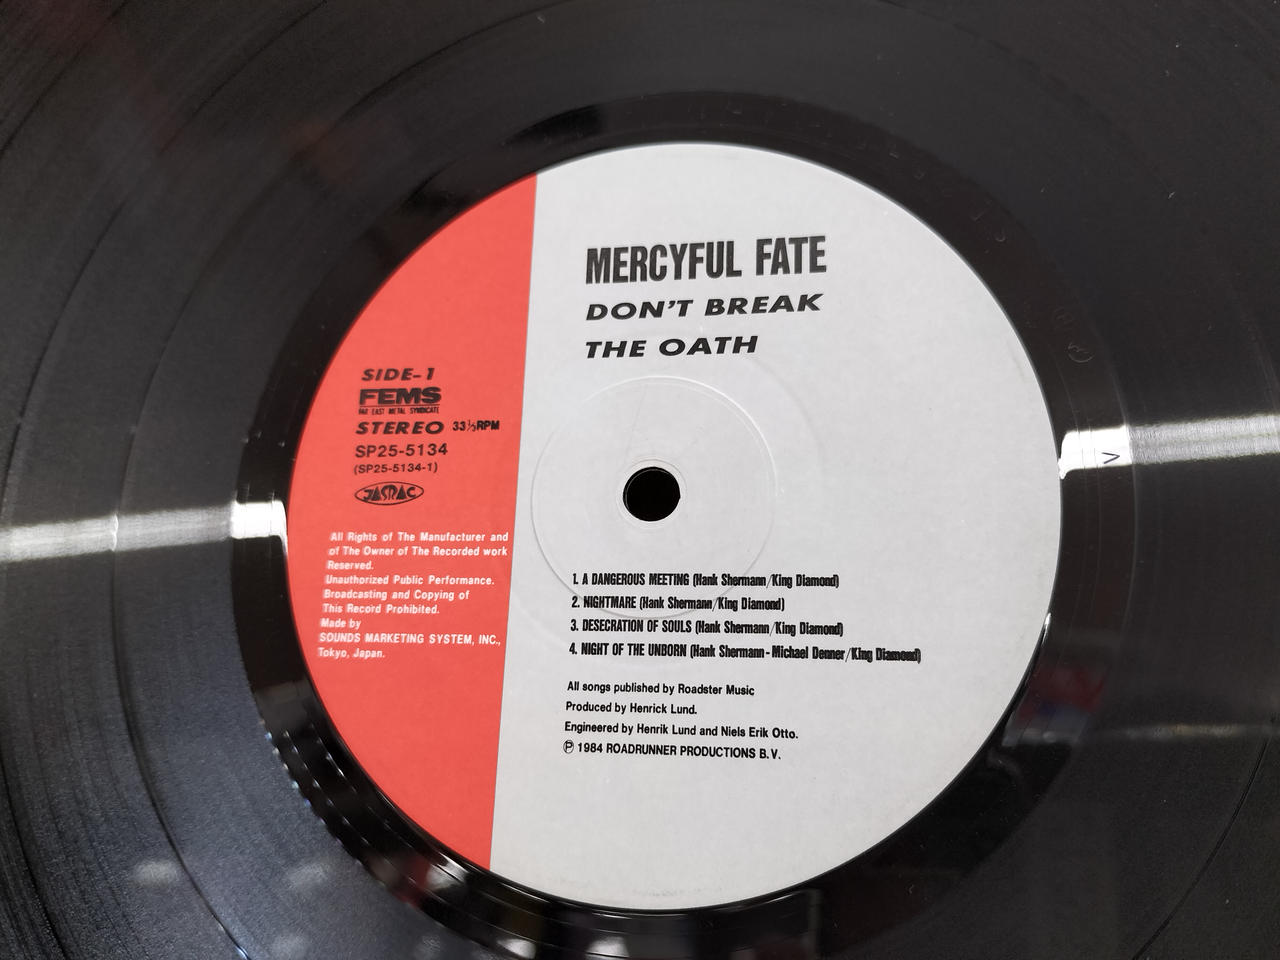 MERCYFUL FATE
DON'T BREAK
THE OATH
SIDE-1
FEMS
FAR EAST METAL SYNDICATE
STEREO 33⅓RPM
SP25-5134
(SP25-5134-1)
JASRAC
All Rights of The Manufacturer and
of The Owner of The Recorded work
Reserved.
Unauthorized Public Performance.
Broadcasting and Copying of
This Record Prohibited.
Made by
SOUNDS MARKETING SYSTEM, INC.,
Tokyo, Japan.
1. A DANGEROUS MEETING (Hank Shermann/King Diamond)
2. NIGHTMARE (Hank Shermann/King Diamond)
3. DESECRATION OF SOULS (Hank Shermann/King Diamond)
4. NIGHT OF THE UNBORN (Hank Shermann-Michael Denner/King Diamond)
All songs published by Roadster Music
Produced by Henrick Lund.
Engineered by Henrik Lund and Niels Erik Otto.
Ⓟ 1984 ROADRUNNER PRODUCTIONS B.V.